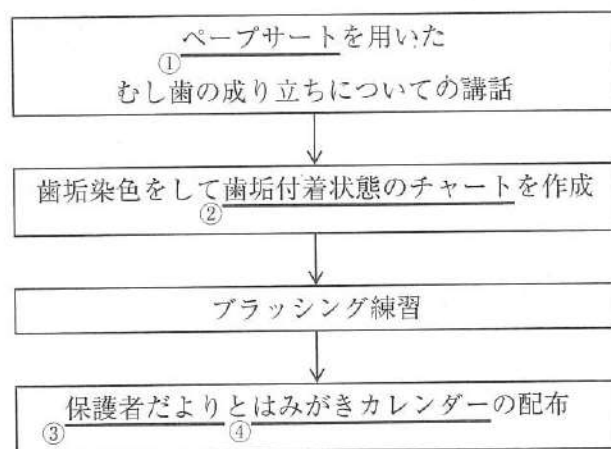 ペープサートを用いた
①
むし歯の成り立ちについての講話
歯垢染色をして歯垢付着状態のチャートを作成
②
ブラッシング練習
保護者だよりとはみがきカレンダーの配布
③ ④